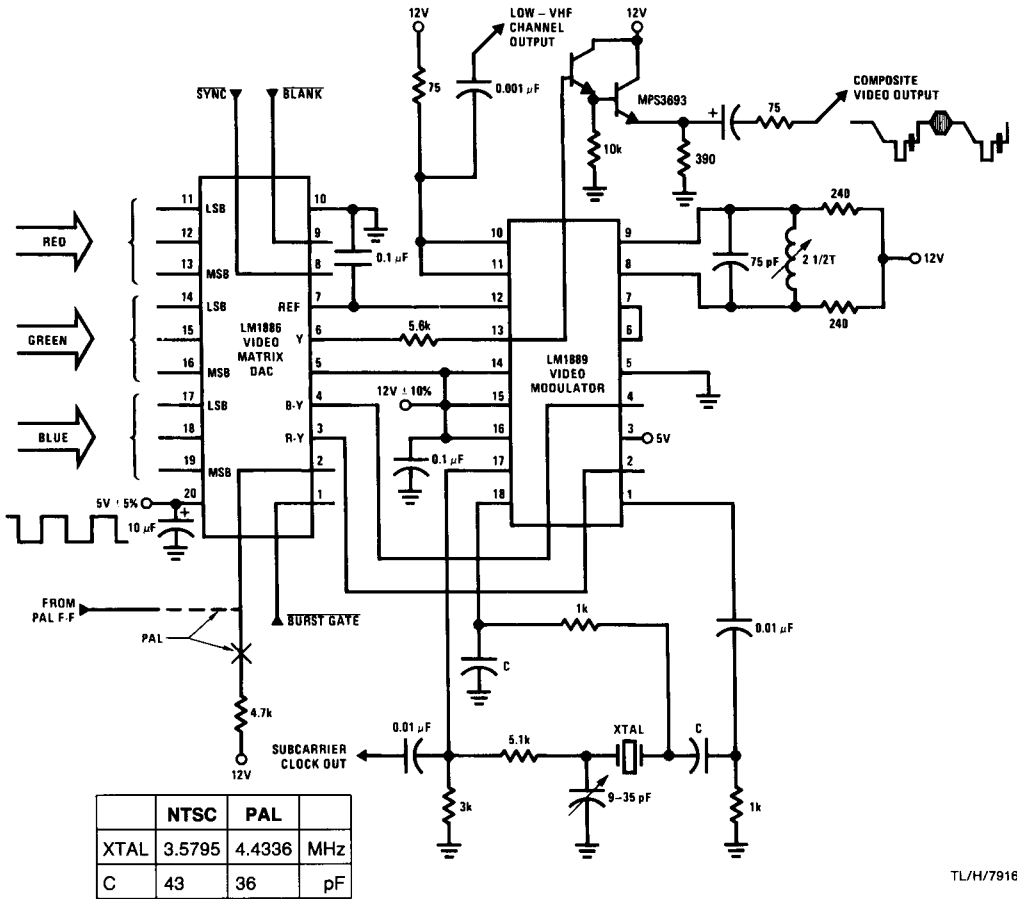 12V
LOW – VHF
CHANNEL
OUTPUT
12V
75
0.001 µF
SYNC
BLANK
MPS3693
+
75
COMPOSITE
VIDEO OUTPUT
10k
390
RED
GREEN
BLUE
11 LSB
12
13 MSB
14 LSB
15
16 MSB
17 LSB
18
19 MSB
20
LM1886
VIDEO
MATRIX
DAC
10
9
8
REF 7
Y 6
5
B-Y 4
R-Y 3
2
1
0.1 µF
5.6k
12V ± 10%
0.1 µF
10
11
12
13
14
15
16
17
18
LM1889
VIDEO
MODULATOR
9
8
7
6
5
4
3
2
1
75 pF
2 1/2T
240
240
12V
5V
5V ± 5%
10 µF
+
FROM
PAL F-F
PAL
BURST GATE
4.7k
12V
1k
C
0.01 µF
0.01 µF
SUBCARRIER
CLOCK OUT
5.1k
XTAL
C
3k
9–35 pF
1k
NTSC PAL
XTAL 3.5795 4.4336 MHz
C 43 36 pF
TL/H/7916